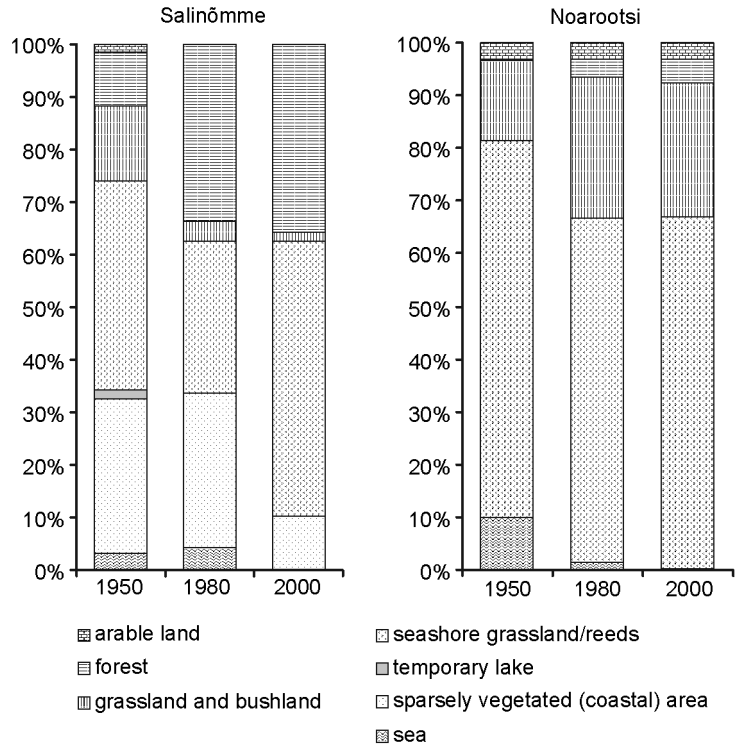 Salinõmme
100%
90%
80%
70%
60%
50%
40%
30%
20%
10%
0%
1950 1980 2000
Noarootsi
100%
90%
80%
70%
60%
50%
40%
30%
20%
10%
0%
1950 1980 2000
arable land
forest
grassland and bushland
seashore grassland/reeds
temporary lake
sparsely vegetated (coastal) area
sea